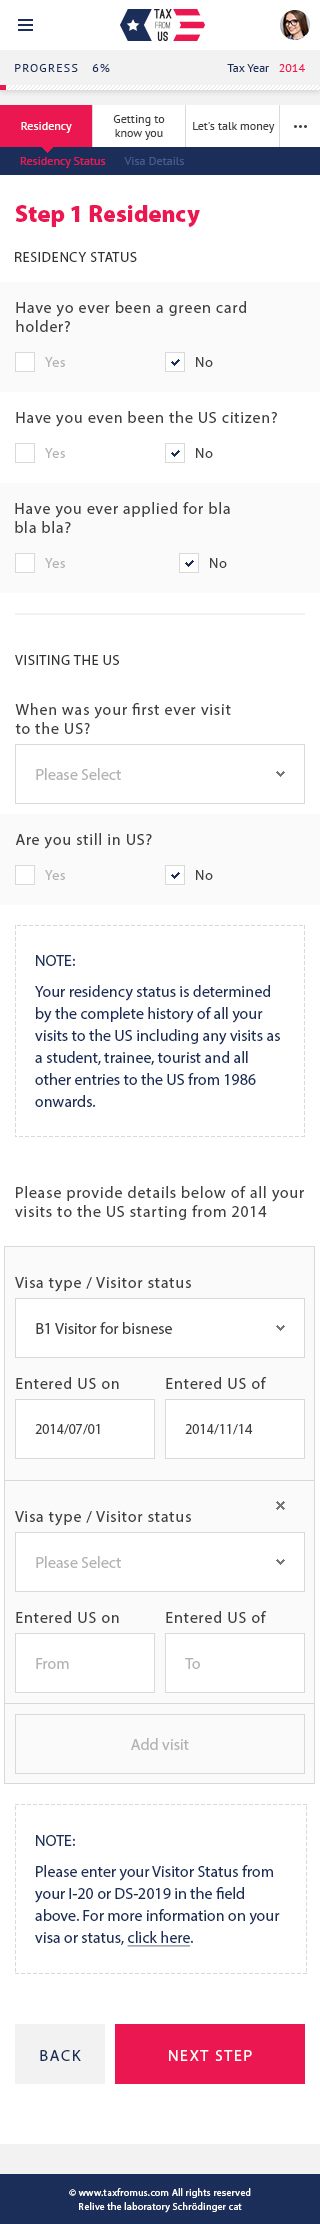 TAX
FROM
US
PROGRESS 6% Tax Year 2014
Residency
Getting to
know you
Let's talk money
Residency Status Visa Details
Step 1 Residency
RESIDENCY STATUS
Have yo ever been a green card
holder?
Yes No
Have you even been the US citizen?
Yes No
Have you ever applied for bla
bla bla?
Yes No
VISITING THE US
When was your first ever visit
to the US?
Please Select
Are you still in US?
Yes No
NOTE:
Your residency status is determined
by the complete history of all your
visits to the US including any visits as
a student, trainee, tourist and all
other entries to the US from 1986
onwards.
Please provide details below of all your
visits to the US starting from 2014
Visa type / Visitor status
B1 Visitor for bisnese
Entered US on Entered US of
2014/07/01 2014/11/14
Visa type / Visitor status
Please Select
Entered US on Entered US of
From To
Add visit
NOTE:
Please enter your Visitor Status from
your I-20 or DS-2019 in the field
above. For more information on your
visa or status, click here.
BACK NEXT STEP
© www.taxfromus.com All rights reserved
Relive the laboratory Schrödinger cat